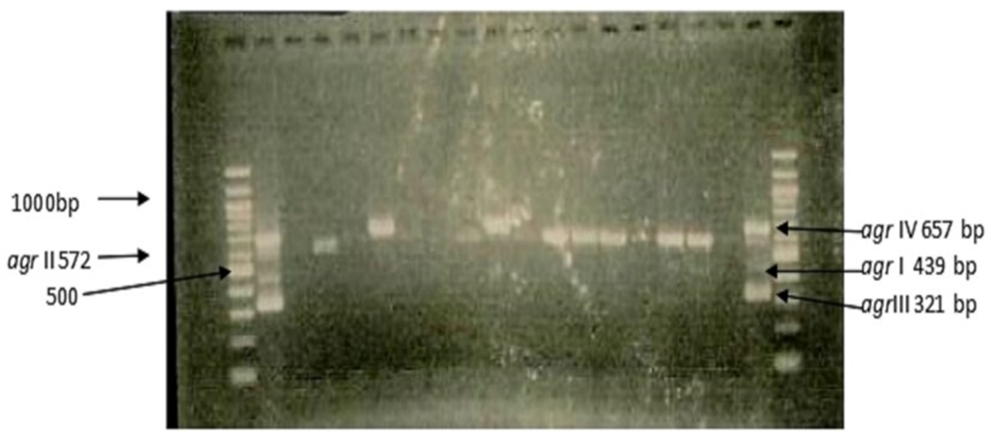 1000bp
agr II 572
500
agr IV 657 bp
agr I 439 bp
agrIII 321 bp